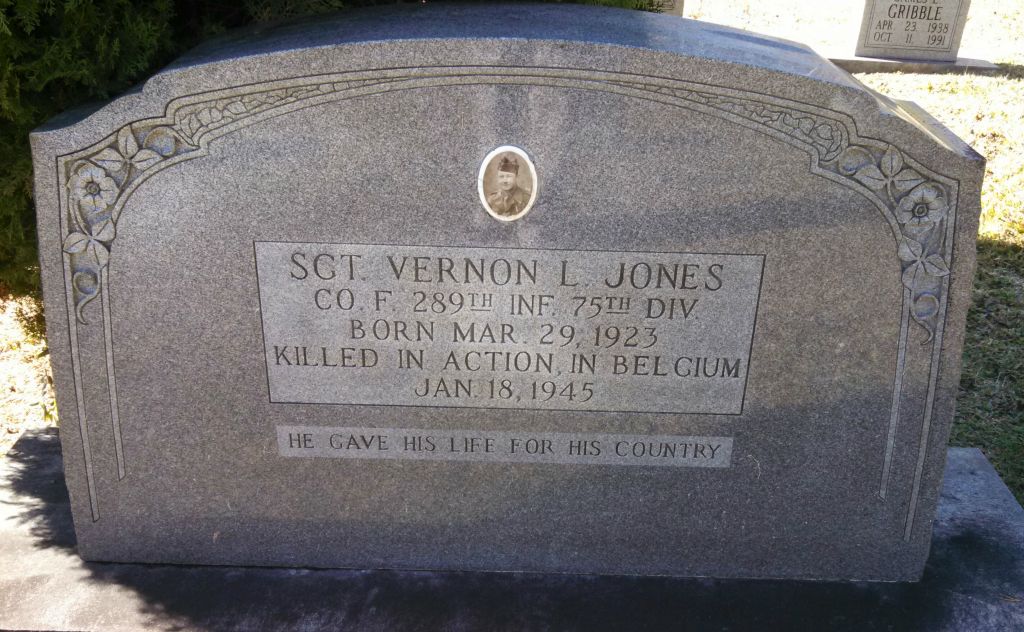 GRIBBLE
APR. 23 1938
OCT. 11 1991
SGT. VERNON L. JONES
CO. F. 289TH INF. 75TH DIV.
BORN MAR. 29, 1923
KILLED IN ACTION, IN BELGIUM
JAN. 18, 1945
HE GAVE HIS LIFE FOR HIS COUNTRY